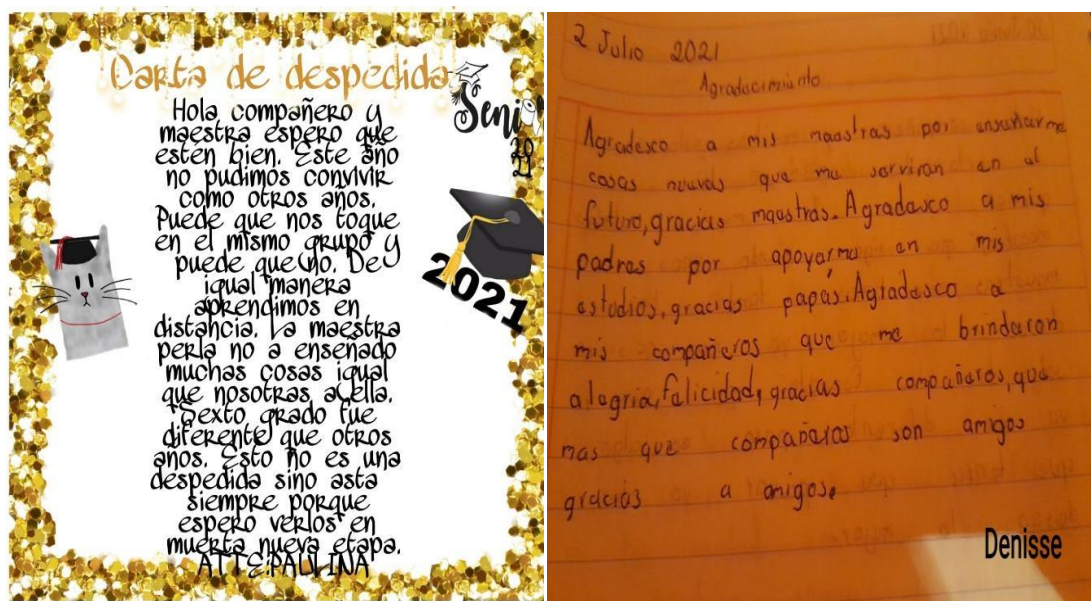 Carta de despedida
Hola compañero y
maestra espero que
esten bien. Este año
no pudimos convivir
como otros años.
Puede que nos toque
en el mismo grupo y
puede que no. De
igual manera
aprendimos en
distancia. La maestra
perla no a enseñado
muchas cosas igual
que nosotras a ella.
Sexto grado fue
diferente que otros
años. Esto no es una
despedida sino asta
siempre porque
espero verlos en
muerta nueva etapa.
ATTE:PAULINA
Seni
20
21
2021
2 Julio 2021
Agradecimiento
Agradesco a mis maestras por enseñarme
cosas nuevas que me serviran en el
futuro, gracias maestras. Agradesco a mis
padres por apoyarme en mis
estudios, gracias papás. Agradesco a
mis compañeros que me brindaron
alegria, felicidad, gracias compañeros, que
mas que compañeros son amigos
gracias a amigos.
Denisse